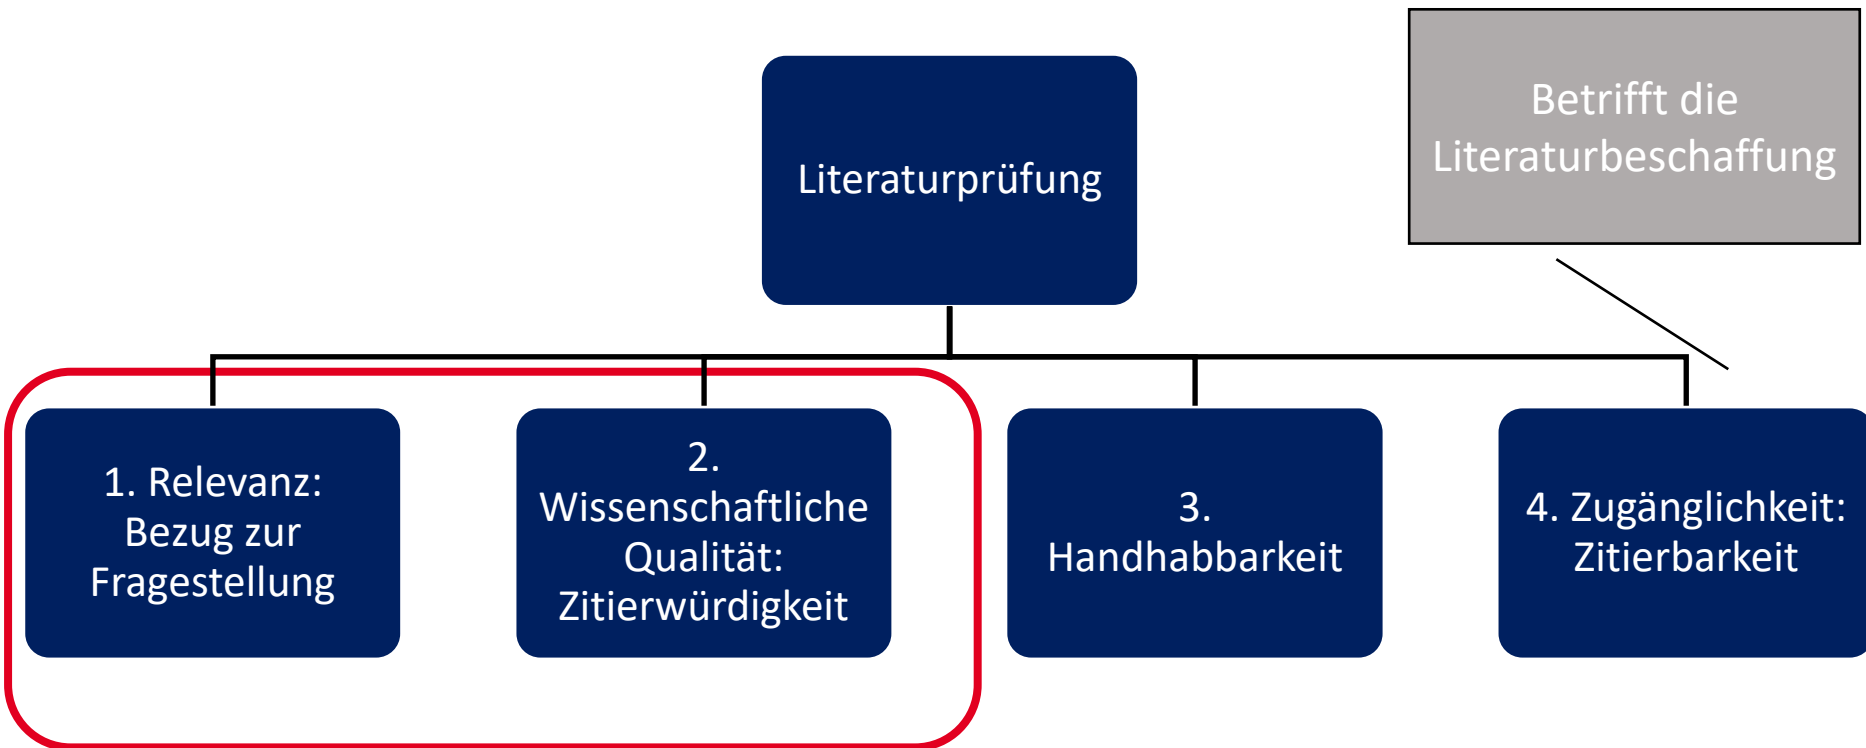 Betrifft die
Literaturbeschaffung
Literaturprüfung
1. Relevanz:
Bezug zur
Fragestellung
2.
Wissenschaftliche
Qualität:
Zitierwürdigkeit
3.
Handhabbarkeit
4. Zugänglichkeit:
Zitierbarkeit